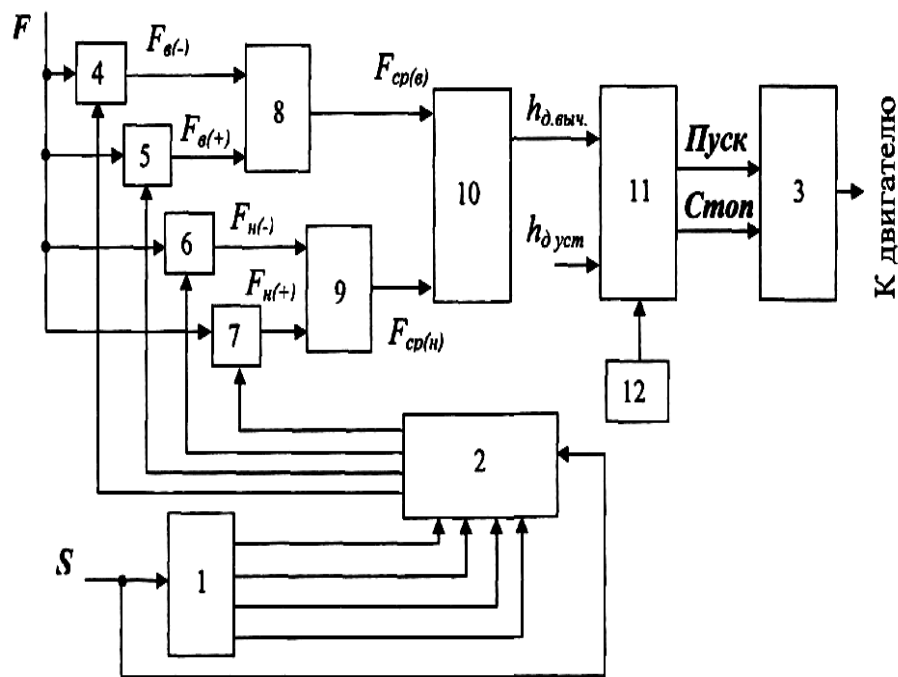 F
4
F в(-)
8
F ср(в)
5
F в(+)
10
h д.выч.
11
Пуск
3
К двигателю
Стоп
6
F н(-)
9
h д уст
7
F н(+)
F ср(н)
12
2
S
1